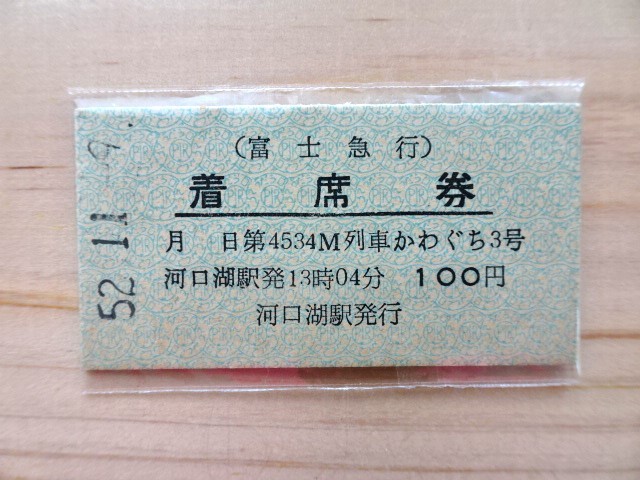 （富士急行）
着席券
月　日第4534M列車かわぐち3号
河口湖駅発13時04分　100円
河口湖駅発行
52.11.-9.